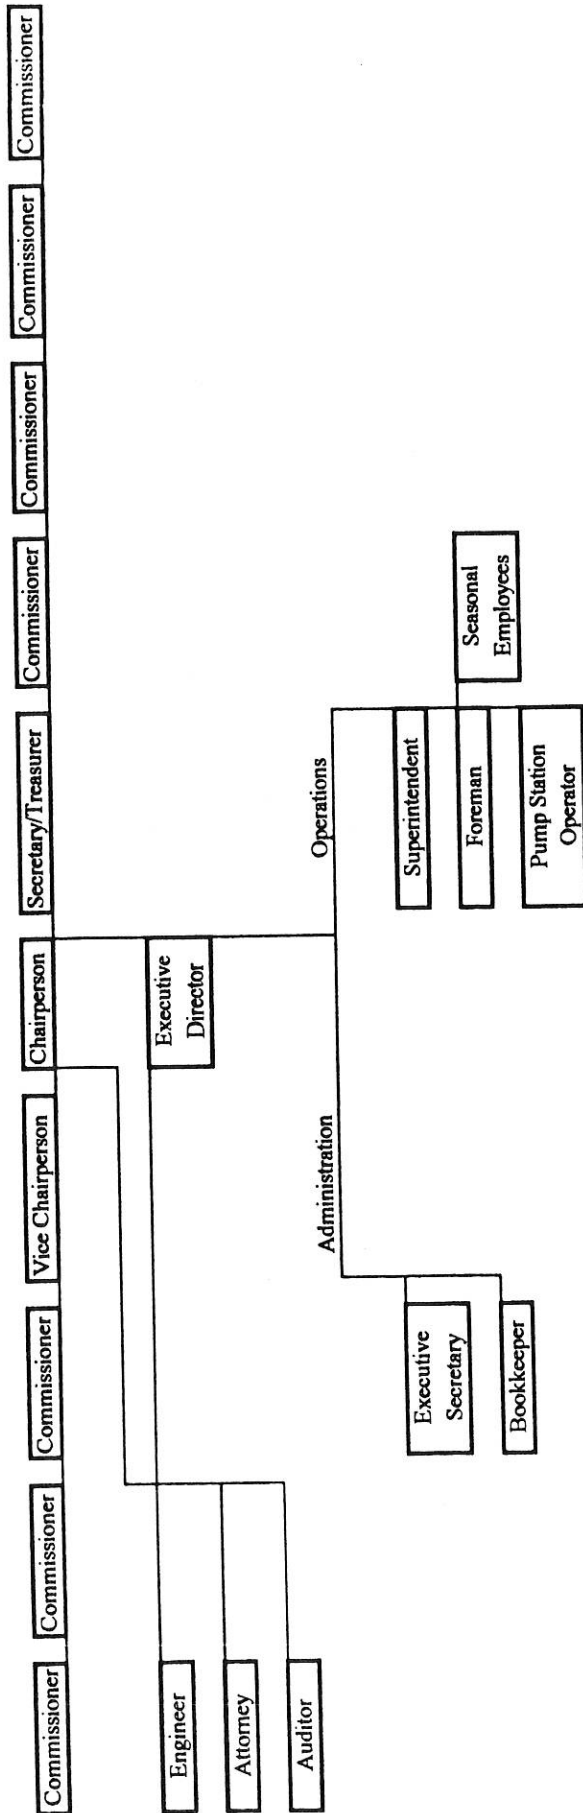 Commissioner
Commissioner
Commissioner
Vice Chairperson
Chairperson
Secretary/Treasurer
Commissioner
Commissioner
Commissioner
Commissioner
Engineer
Attorney
Auditor
Executive
Director
Administration
Operations
Executive
Secretary
Bookkeeper
Superintendent
Foreman
Seasonal
Employees
Pump Station
Operator